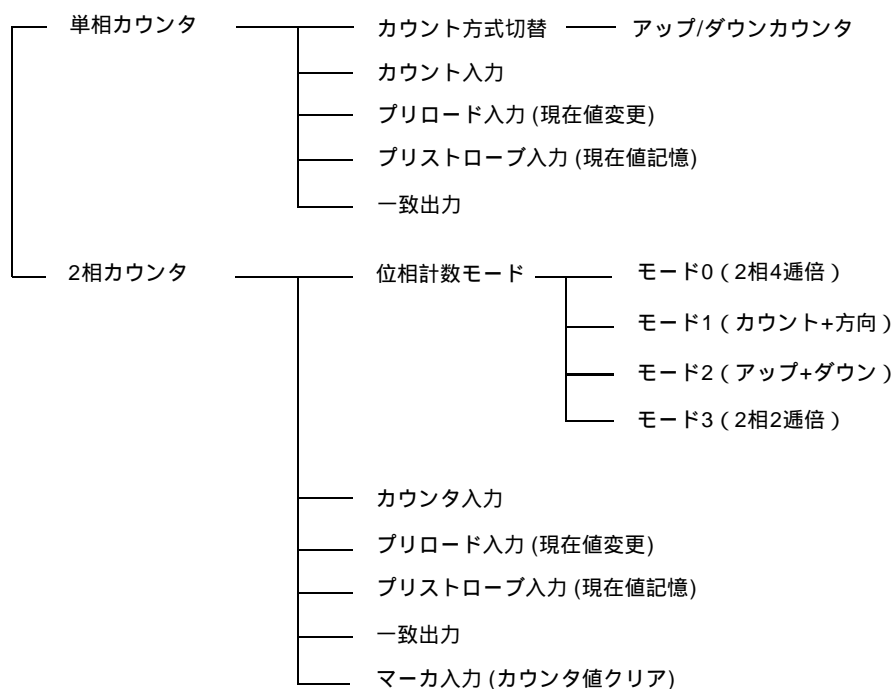 単相カウンタ カウント方式切替 アップ/ダウンカウンタ
カウント入力
プリロード入力 (現在値変更)
プリストローブ入力 (現在値記憶)
一致出力
2相カウンタ 位相計数モード モード0（2相4逓倍）
モード1（カウント+方向）
モード2（アップ+ダウン）
モード3（2相2逓倍）
カウンタ入力
プリロード入力 (現在値変更)
プリストローブ入力 (現在値記憶)
一致出力
マーカ入力 (カウンタ値クリア)